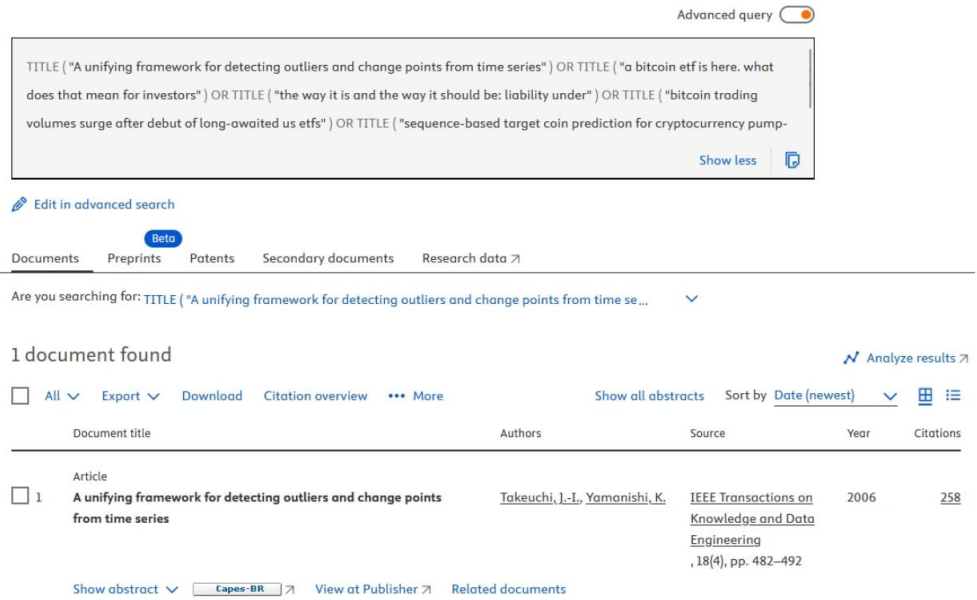 Advanced query
TITLE ( "A unifying framework for detecting outliers and change points from time series" ) OR TITLE ( "a bitcoin etf is here. what
does that mean for investors" ) OR TITLE ( "the way it is and the way it should be: liability under" ) OR TITLE ( "bitcoin trading
volumes surge after debut of long-awaited us etfs" ) OR TITLE ( "sequence-based target coin prediction for cryptocurrency pump-
Show less
Edit in advanced search
Beta
Documents Preprints Patents Secondary documents Research data
Are you searching for: TITLE ( "A unifying framework for detecting outliers and change points from time se...
1 document found
Analyze results
All Export Download Citation overview ••• More Show all abstracts Sort by Date (newest)
Document title Authors Source Year Citations
Article
1 A unifying framework for detecting outliers and change points Takeuchi, J.-I., Yamanishi, K. IEEE Transactions on 2006 258
from time series Knowledge and Data
Engineering
, 18(4), pp. 482–492
Show abstract Capes-BR View at Publisher Related documents